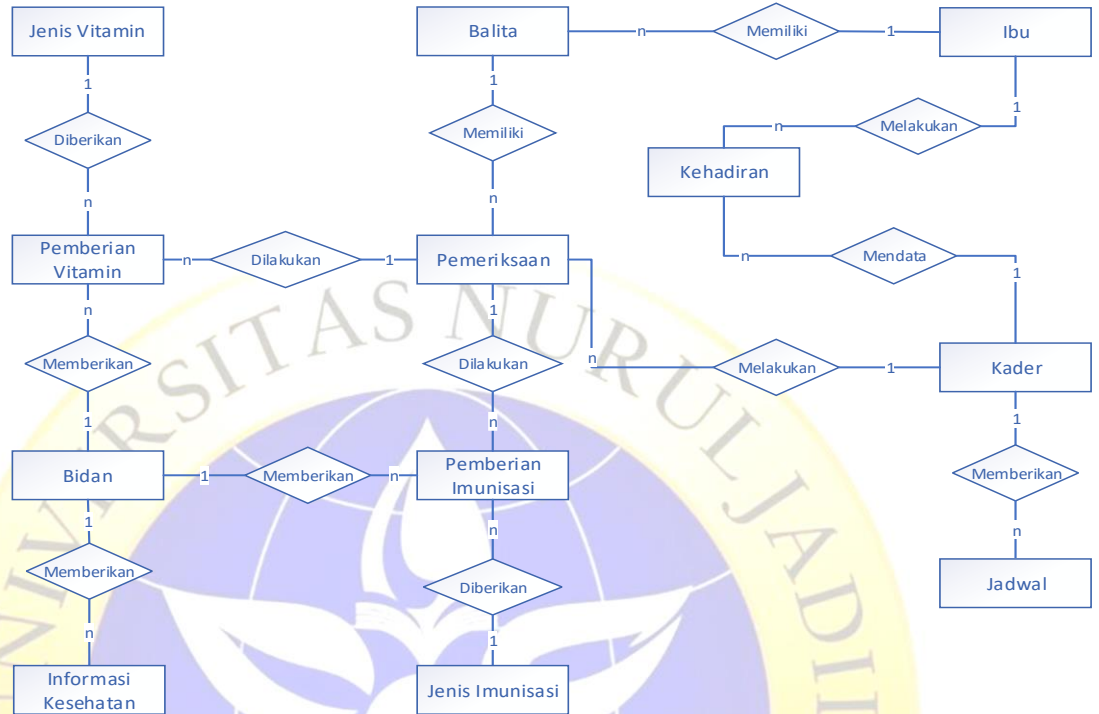 Jenis Vitamin
Balita
n
Memiliki
1
Ibu
1
1
1
Diberikan
Memiliki
n
Melakukan
Kehadiran
n
n
Pemberian
Vitamin
n
Dilakukan
1
Pemeriksaan
n
Mendata
1
n
1
Memberikan
Dilakukan
n
Melakukan
1
Kader
1
n
1
Bidan
1
Memberikan
n
Pemberian
Imunisasi
Memberikan
1
n
n
Memberikan
Diberikan
Jadwal
n
1
Informasi
Kesehatan
Jenis Imunisasi
UNIVERSITAS NURUL JADID